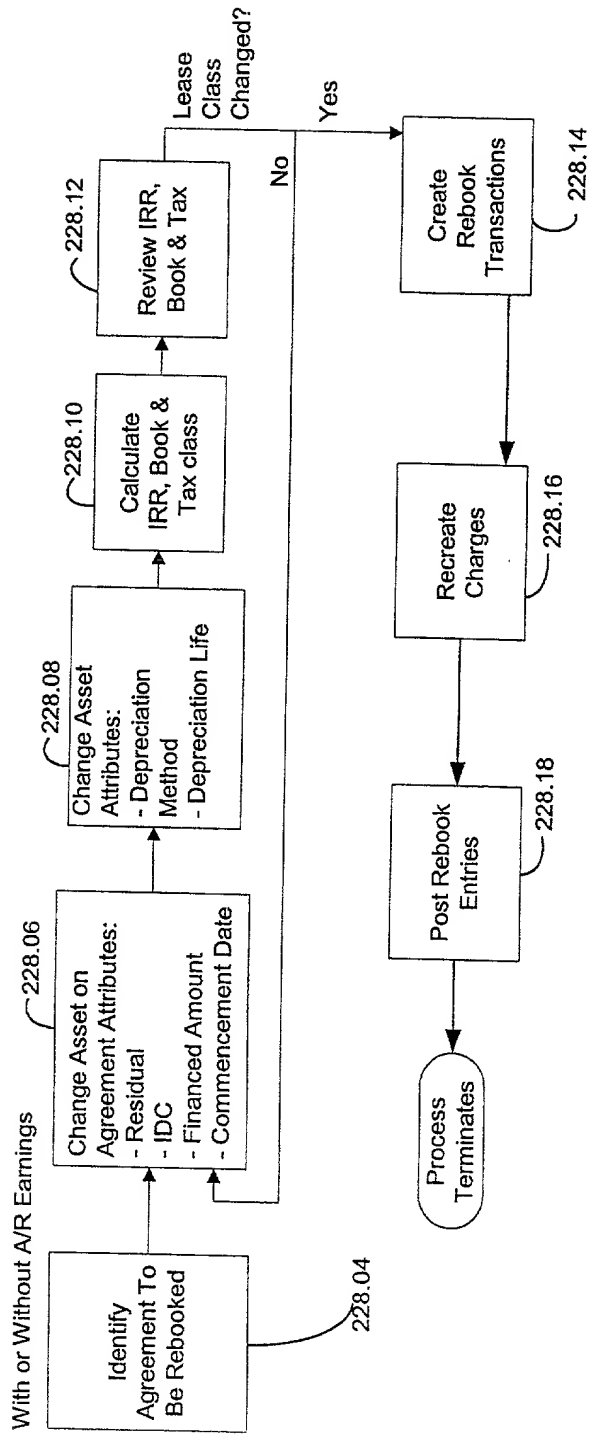 With or Without A/R Earnings
Identify
Agreement To
Be Rebooked
228.04
Change Asset on
Agreement Attributes:
- Residual
- IDC
- Financed Amount
- Commencement Date
228.06
Change Asset
Attributes:
- Depreciation
Method
- Depreciation Life
228.08
Calculate
IRR, Book &
Tax class
228.10
Review IRR,
Book & Tax
228.12
Lease
Class
Changed?
No
Yes
Create
Rebook
Transactions
228.14
Recreate
Charges
228.16
Post Rebook
Entries
228.18
Process
Terminates